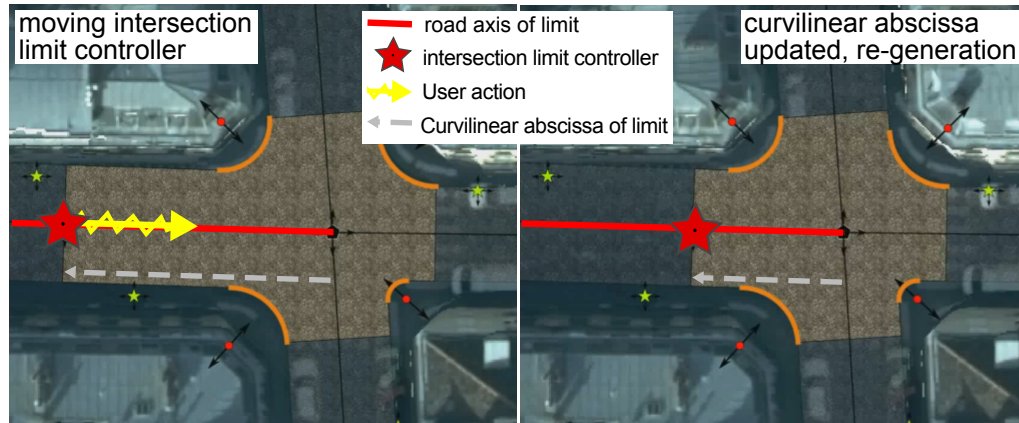 moving intersection
limit controller
road axis of limit
intersection limit controller
User action
Curvilinear abscissa of limit
curvilinear abscissa
updated, re-generation